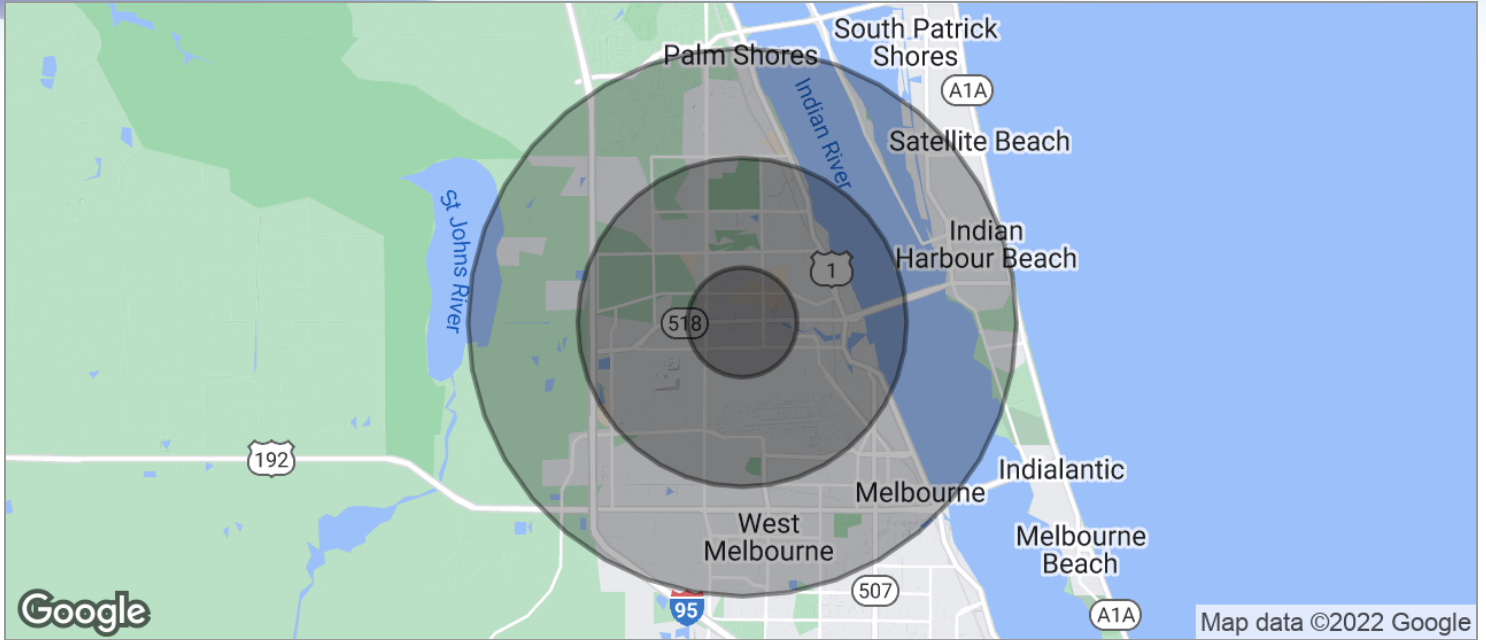 South Patrick
Shores
Palm Shores
A1A
Indian River
Satellite Beach
St Johns River
Indian
Harbour Beach
1
518
192
Indialantic
Melbourne
West
Melbourne
Melbourne
Beach
507
95
A1A
Google
Map data ©2022 Google